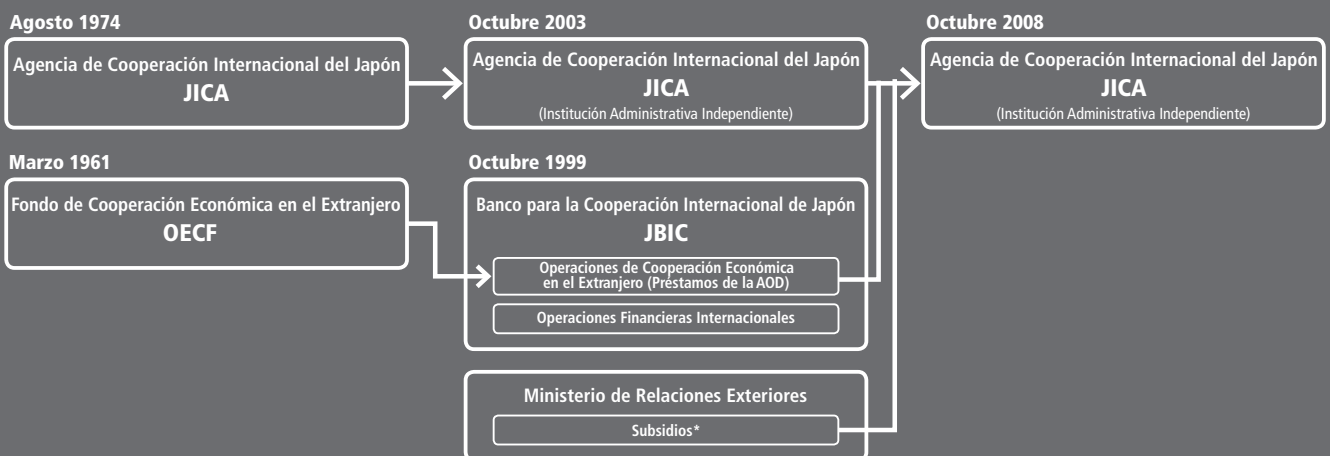 Agosto 1974
Agencia de Cooperación Internacional del Japón
JICA
Octubre 2003
Agencia de Cooperación Internacional del Japón
JICA
(Institución Administrativa Independiente)
Octubre 2008
Agencia de Cooperación Internacional del Japón
JICA
(Institución Administrativa Independiente)
Marzo 1961
Fondo de Cooperación Económica en el Extranjero
OECF
Octubre 1999
Banco para la Cooperación Internacional de Japón
JBIC
Operaciones de Cooperación Económica
en el Extranjero (Préstamos de la AOD)
Operaciones Financieras Internacionales
Ministerio de Relaciones Exteriores
Subsidios*